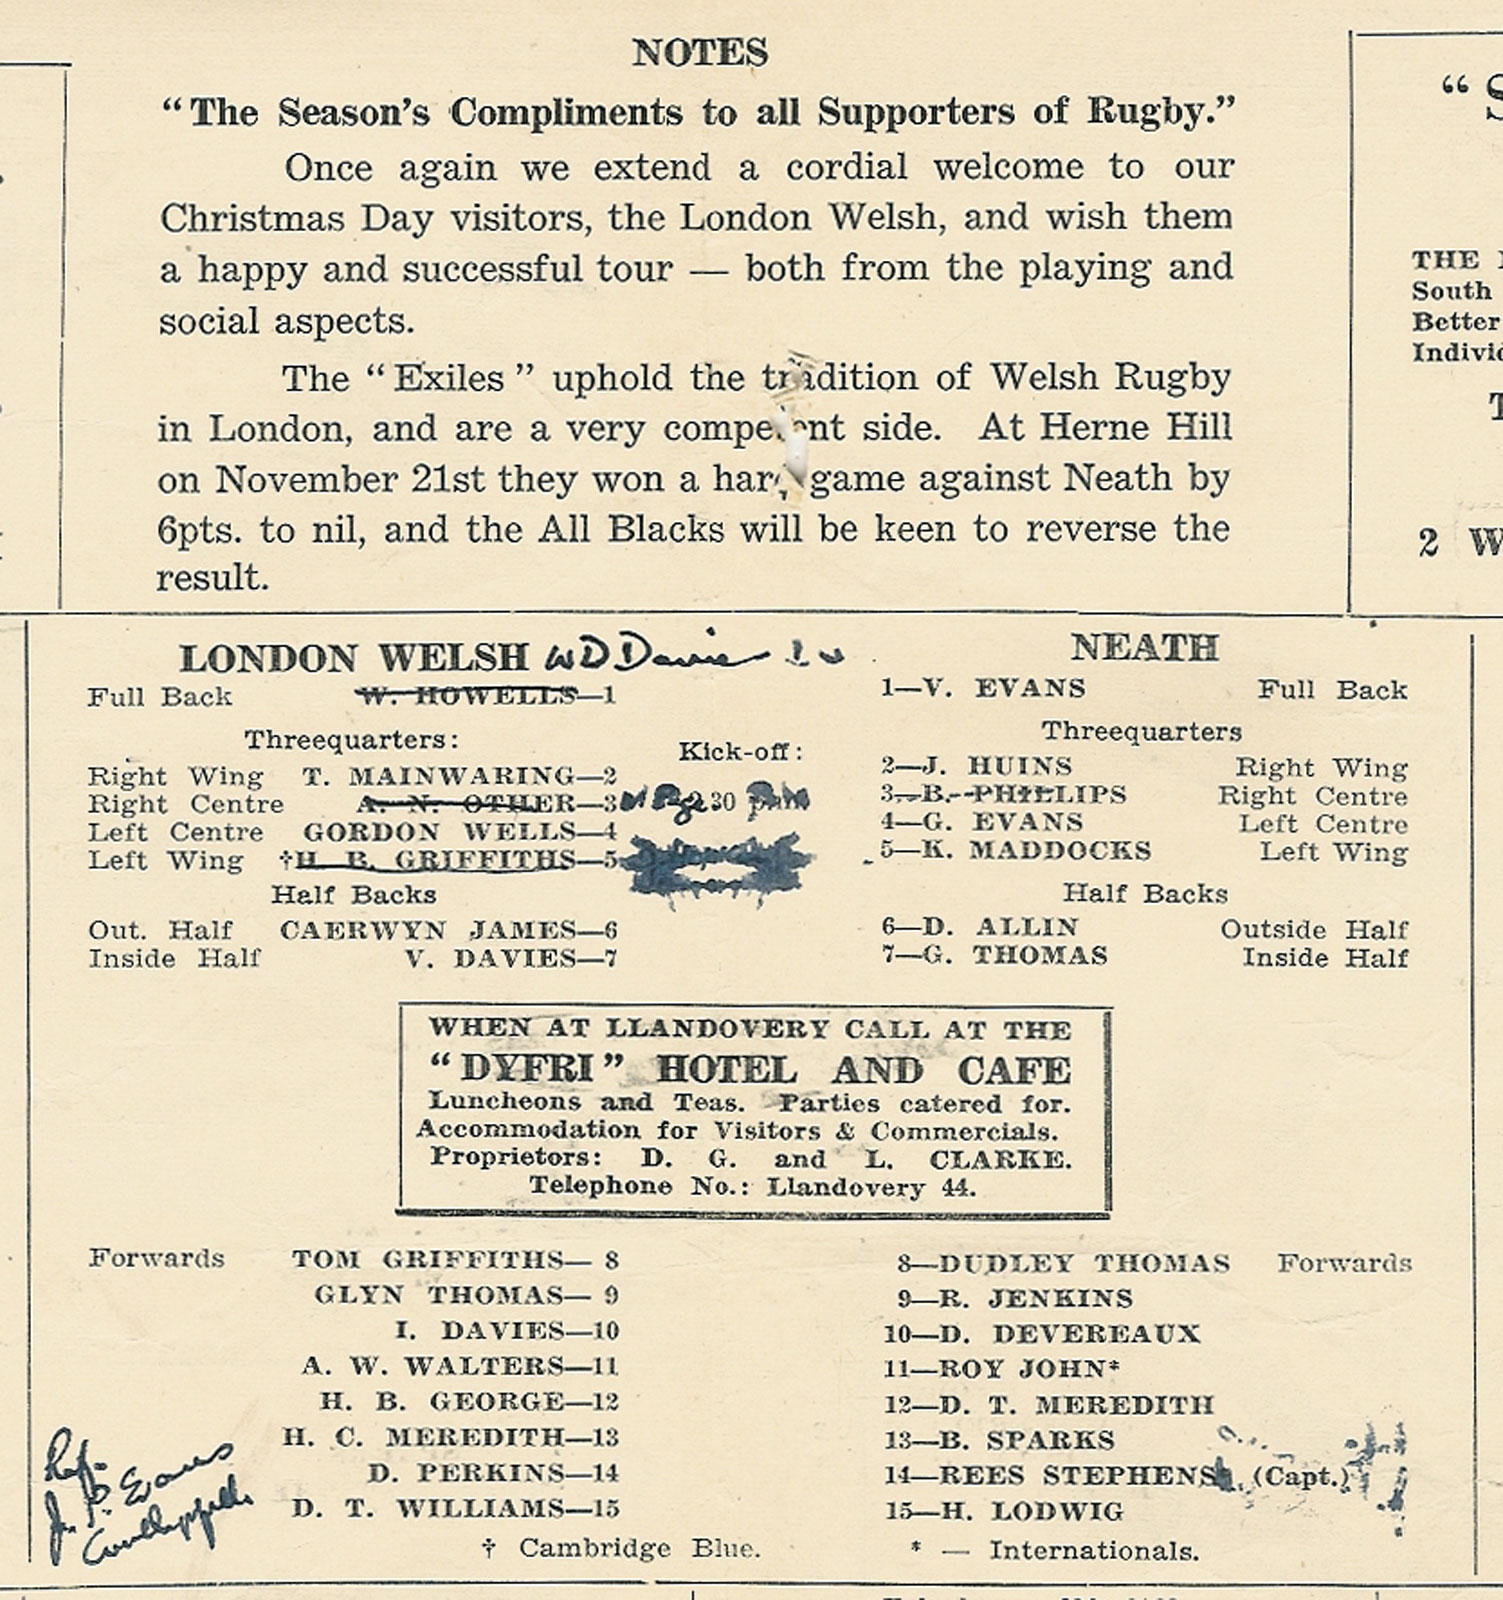 NOTES
“The Season's Compliments to all Supporters of Rugby.”
Once again we extend a cordial welcome to our
Christmas Day visitors, the London Welsh, and wish them
a happy and successful tour — both from the playing and
social aspects.
The “Exiles” uphold the tradition of Welsh Rugby
in London, and are a very competent side. At Herne Hill
on November 21st they won a hard game against Neath by
6pts. to nil, and the All Blacks will be keen to reverse the
result.
“S
THE
South
Better
2 W
LONDON WELSH WD Davies
Full Back W. HOWELLS—1
Threequarters:
Right Wing T. MAINWARING—2
Right Centre A. N. OTHER—3
Left Centre GORDON WELLS—4
Left Wing †H. B. GRIFFITHS—5
Half Backs
Out. Half CAERWYN JAMES—6
Inside Half V. DAVIES—7
Kick-off:
2.30 p.m.
NEATH
1—V. EVANS Full Back
Threequarters
2—J. HUINS Right Wing
3—B. PHILLIPS Right Centre
4—G. EVANS Left Centre
5—K. MADDOCKS Left Wing
Half Backs
6—D. ALLIN Outside Half
7—G. THOMAS Inside Half
WHEN AT LLANDOVERY CALL AT THE
“DYFRI” HOTEL AND CAFE
Luncheons and Teas. Parties catered for.
Accommodation for Visitors & Commercials.
Proprietors: D. G. and L. CLARKE.
Telephone No.: Llandovery 44.
Forwards TOM GRIFFITHS— 8
GLYN THOMAS— 9
I. DAVIES—10
A. W. WALTERS—11
H. B. GEORGE—12
H. C. MEREDITH—13
D. PERKINS—14
D. T. WILLIAMS—15
† Cambridge Blue.
8—DUDLEY THOMAS Forwards
9—R. JENKINS
10—D. DEVEREAUX
11—ROY JOHN*
12—D. T. MEREDITH
13—B. SPARKS
14—REES STEPHENS (Capt.)
15—H. LODWIG
* — Internationals.
Ref.
Evans